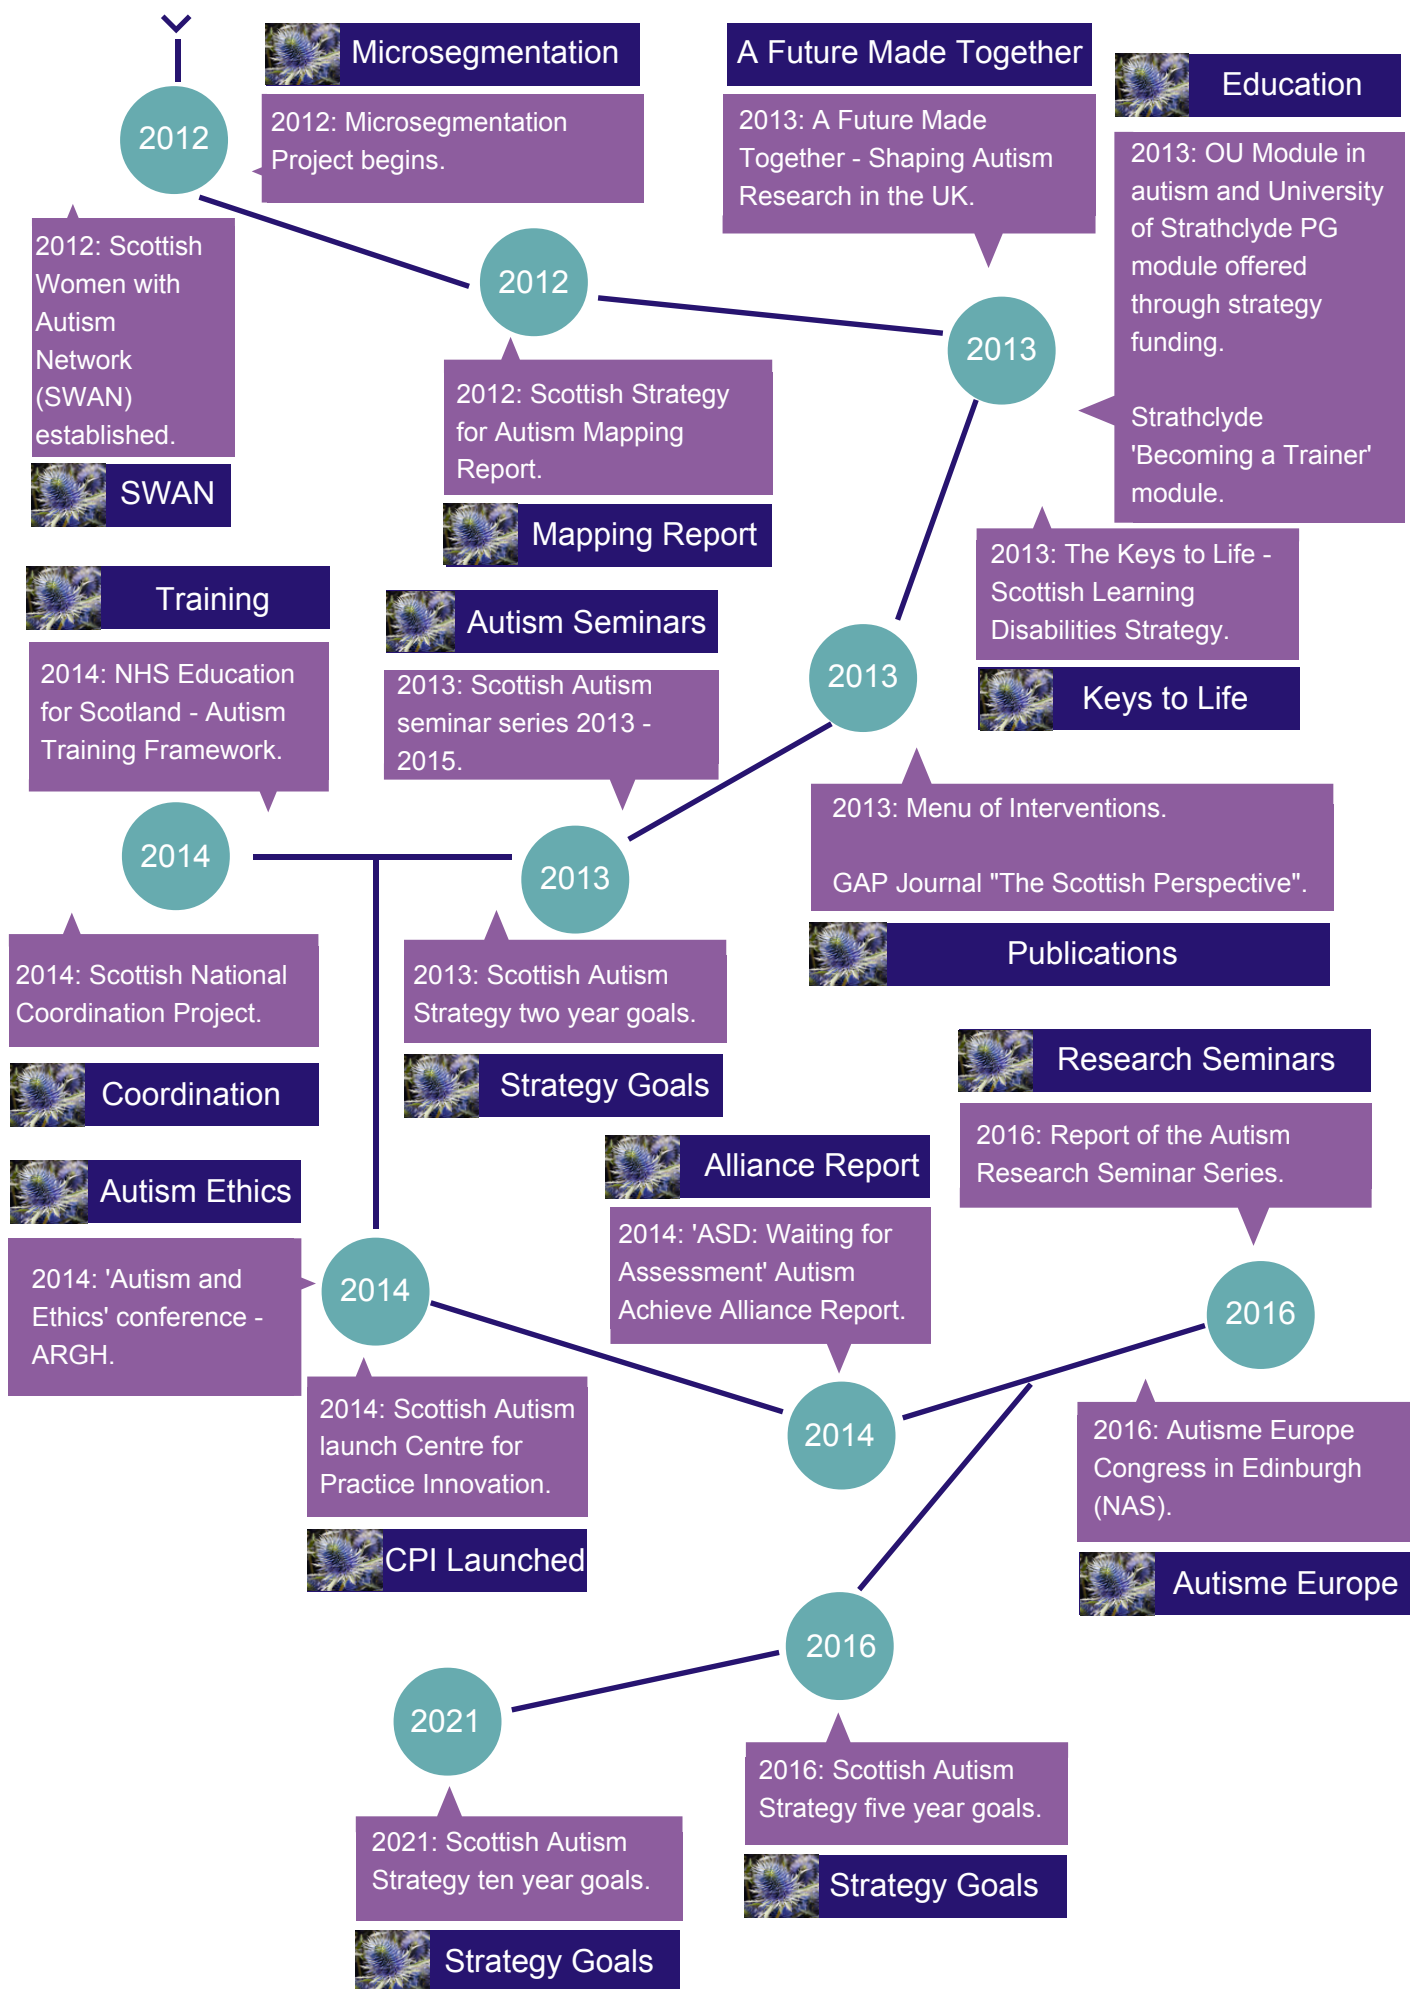 Microsegmentation
2012: Microsegmentation
Project begins.
2012
2012: Scottish
Women with
Autism
Network
(SWAN)
established.
SWAN
2012
2012: Scottish Strategy
for Autism Mapping
Report.
Mapping Report
A Future Made Together
2013: A Future Made
Together - Shaping Autism
Research in the UK.
2013
Education
2013: OU Module in
autism and University
of Strathclyde PG
module offered
through strategy
funding.
Strathclyde
'Becoming a Trainer'
module.
2013: The Keys to Life -
Scottish Learning
Disabilities Strategy.
Keys to Life
2013
2013: Menu of Interventions.
GAP Journal "The Scottish Perspective".
Publications
Autism Seminars
2013: Scottish Autism
seminar series 2013 -
2015.
2013
2013: Scottish Autism
Strategy two year goals.
Strategy Goals
Training
2014: NHS Education
for Scotland - Autism
Training Framework.
2014
2014: Scottish National
Coordination Project.
Coordination
Autism Ethics
2014: 'Autism and
Ethics' conference -
ARGH.
2014
2014: Scottish Autism
launch Centre for
Practice Innovation.
CPI Launched
Alliance Report
2014: 'ASD: Waiting for
Assessment' Autism
Achieve Alliance Report.
2014
Research Seminars
2016: Report of the Autism
Research Seminar Series.
2016
2016: Autisme Europe
Congress in Edinburgh
(NAS).
Autisme Europe
2016
2016: Scottish Autism
Strategy five year goals.
Strategy Goals
2021
2021: Scottish Autism
Strategy ten year goals.
Strategy Goals